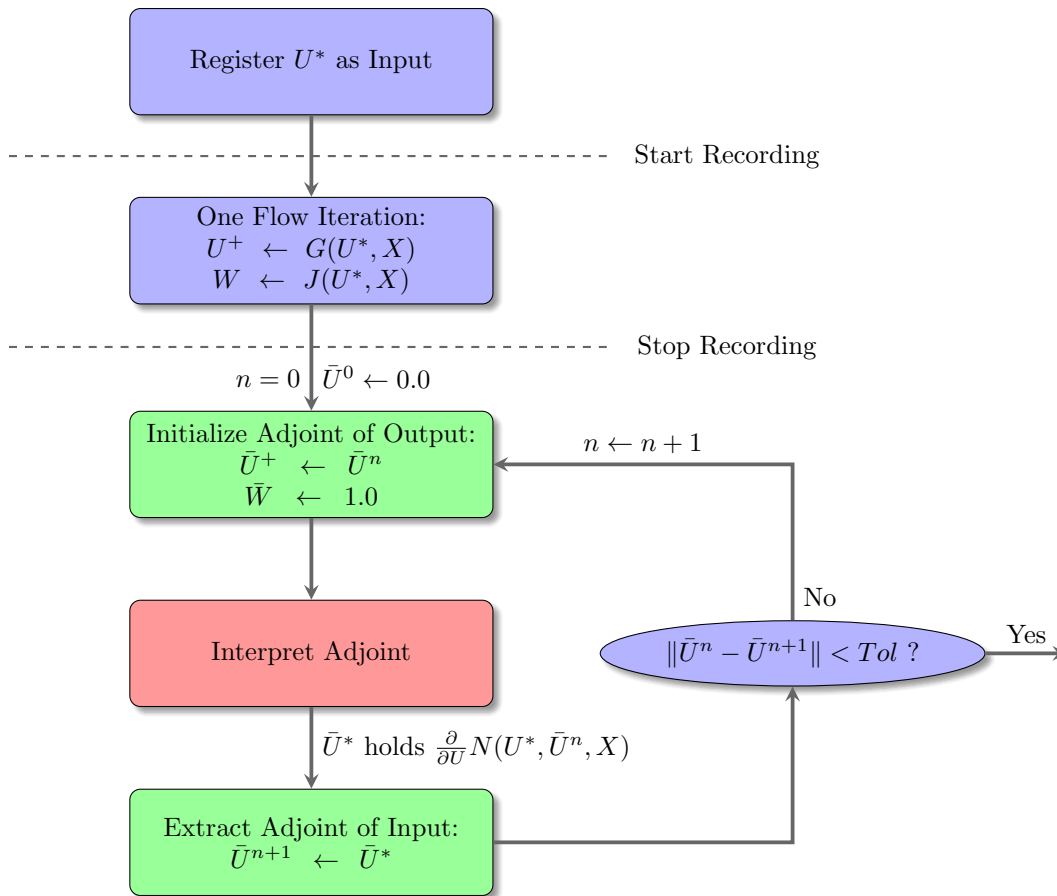 Register U* as Input
Start Recording
One Flow Iteration:
U⁺ ← G(U*, X)
W ← J(U*, X)
Stop Recording
n = 0 Ū⁰ ← 0.0
Initialize Adjoint of Output:
Ū⁺ ← Ūⁿ
W̄ ← 1.0
n ← n + 1
No
Interpret Adjoint
‖Ūⁿ − Ūⁿ⁺¹‖ < Tol ?
Yes
Ū* holds ∂/∂U N(U*, Ūⁿ, X)
Extract Adjoint of Input:
Ūⁿ⁺¹ ← Ū*